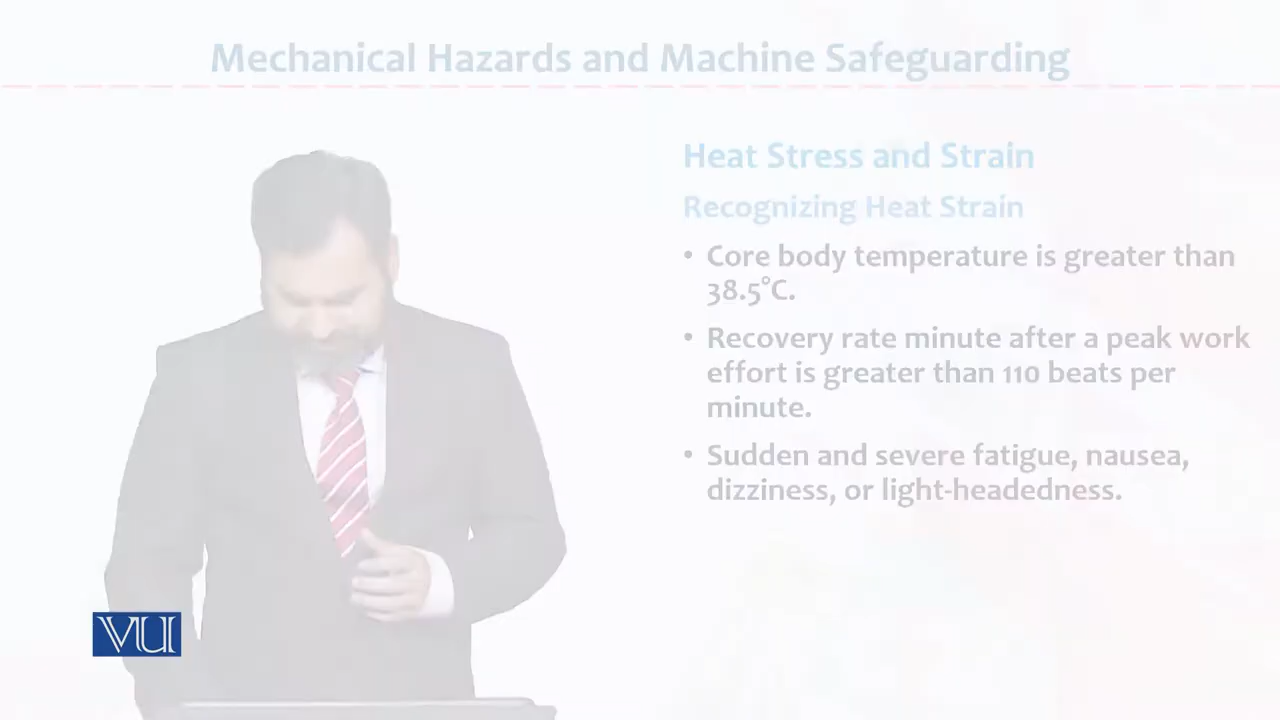 Mechanical Hazards and Machine Safeguarding
Heat Stress and Strain
Recognizing Heat Strain
• Core body temperature is greater than
38.5°C.
• Recovery rate minute after a peak work
effort is greater than 110 beats per
minute.
• Sudden and severe fatigue, nausea,
dizziness, or light-headedness.
VU